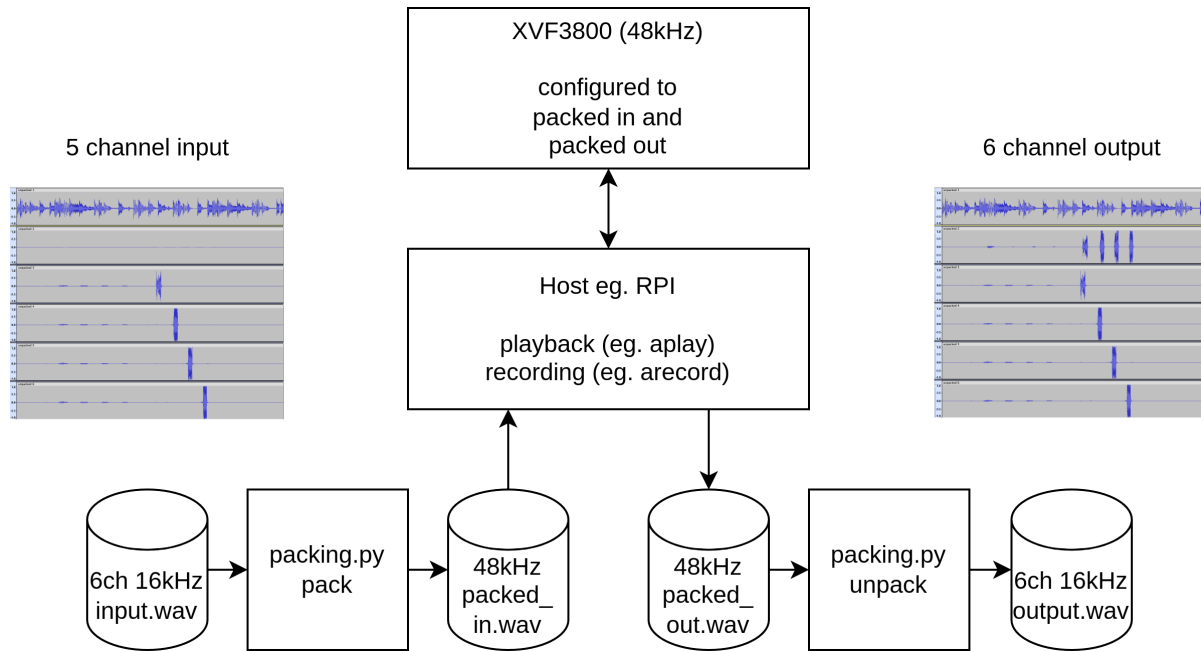 XVF3800 (48kHz)
configured to
packed in and
packed out
5 channel input
6 channel output
Host eg. RPI
playback (eg. aplay)
recording (eg. arecord)
6ch 16kHz
input.wav
packing.py
pack
48kHz
packed_
in.wav
48kHz
packed_
out.wav
packing.py
unpack
6ch 16kHz
output.wav